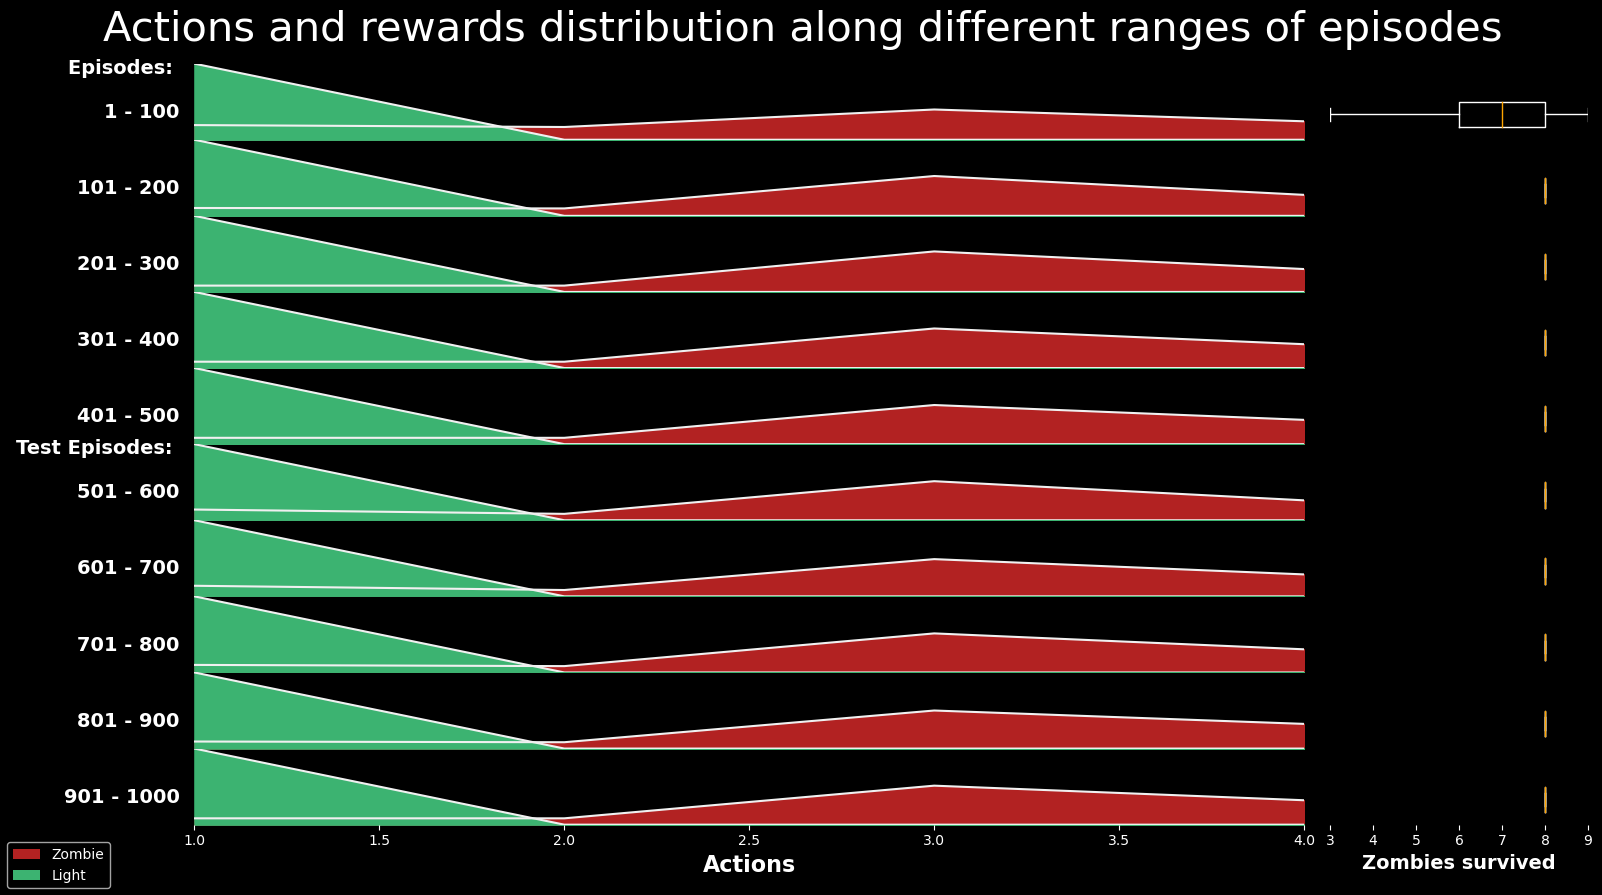 Actions and rewards distribution along different ranges of episodes
Episodes:
1 - 100
101 - 200
201 - 300
301 - 400
401 - 500
Test Episodes:
501 - 600
601 - 700
701 - 800
801 - 900
901 - 1000
1.0 1.5 2.0 2.5 3.0 3.5 4.0 3 4 5 6 7 8 9
Actions
Zombies survived
Zombie
Light